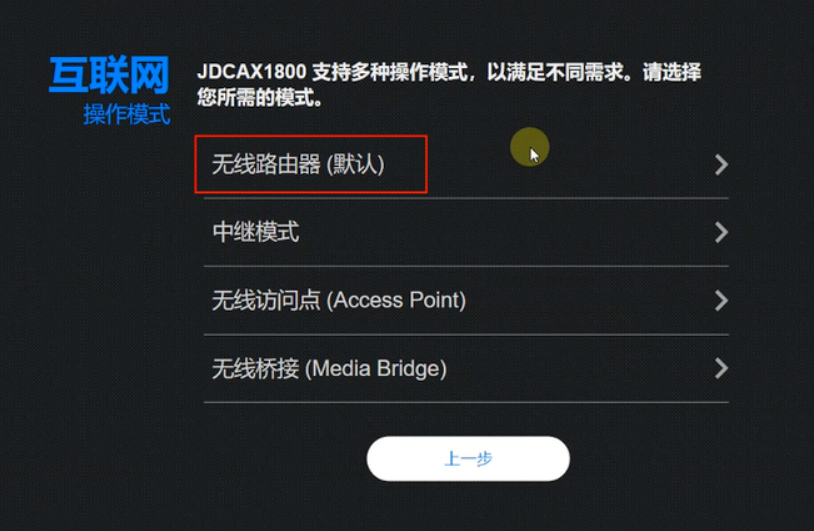 互联网
操作模式
JDCAX1800 支持多种操作模式，以满足不同需求。请选择
您所需的模式。
无线路由器 (默认)
中继模式
无线访问点 (Access Point)
无线桥接 (Media Bridge)
上一步